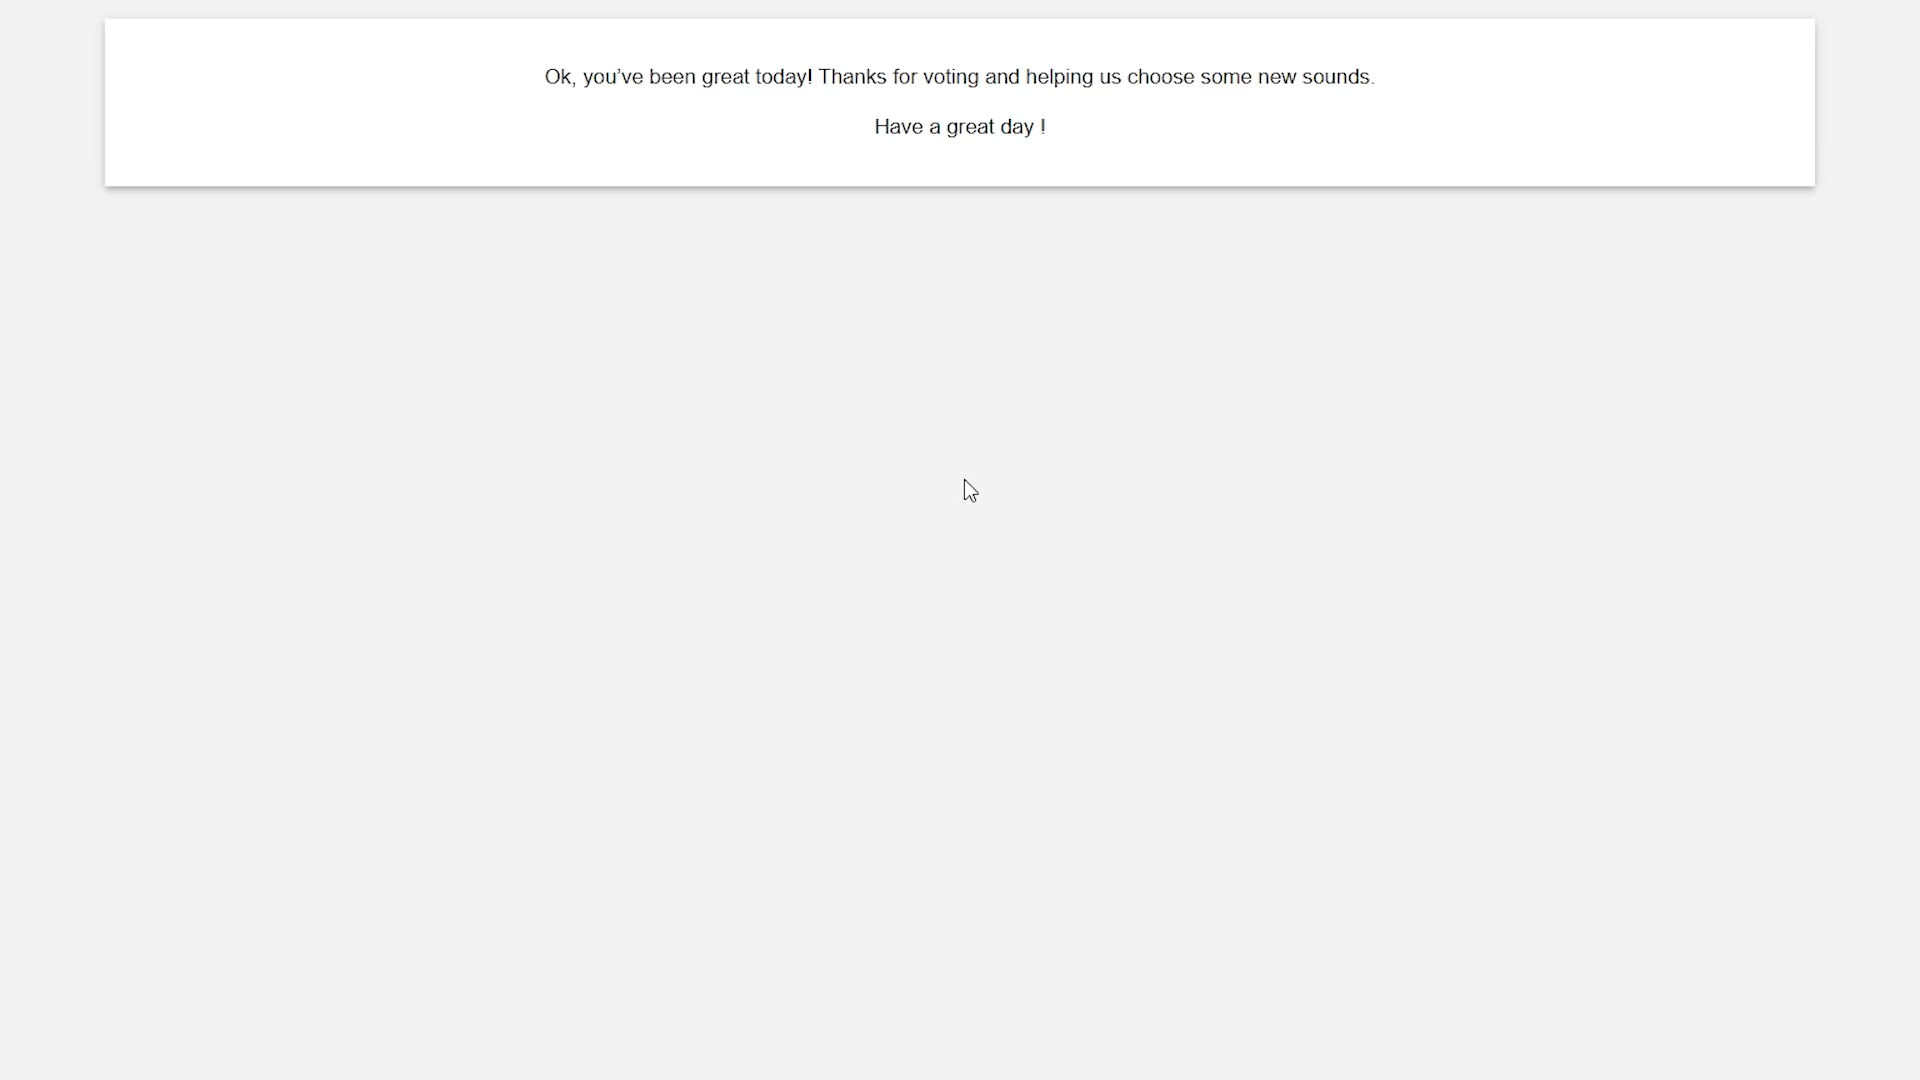 Ok, you’ve been great today! Thanks for voting and helping us choose some new sounds.
Have a great day !